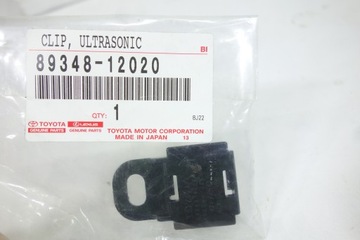 CLIP, ULTRASONIC
BI
89348-12020
QTY: 1
8J22
TOYOTA LEXUS
GENUINE PARTS GENUINE PARTS
TOYOTA MOTOR CORPORATION
MADE IN JAPAN 13